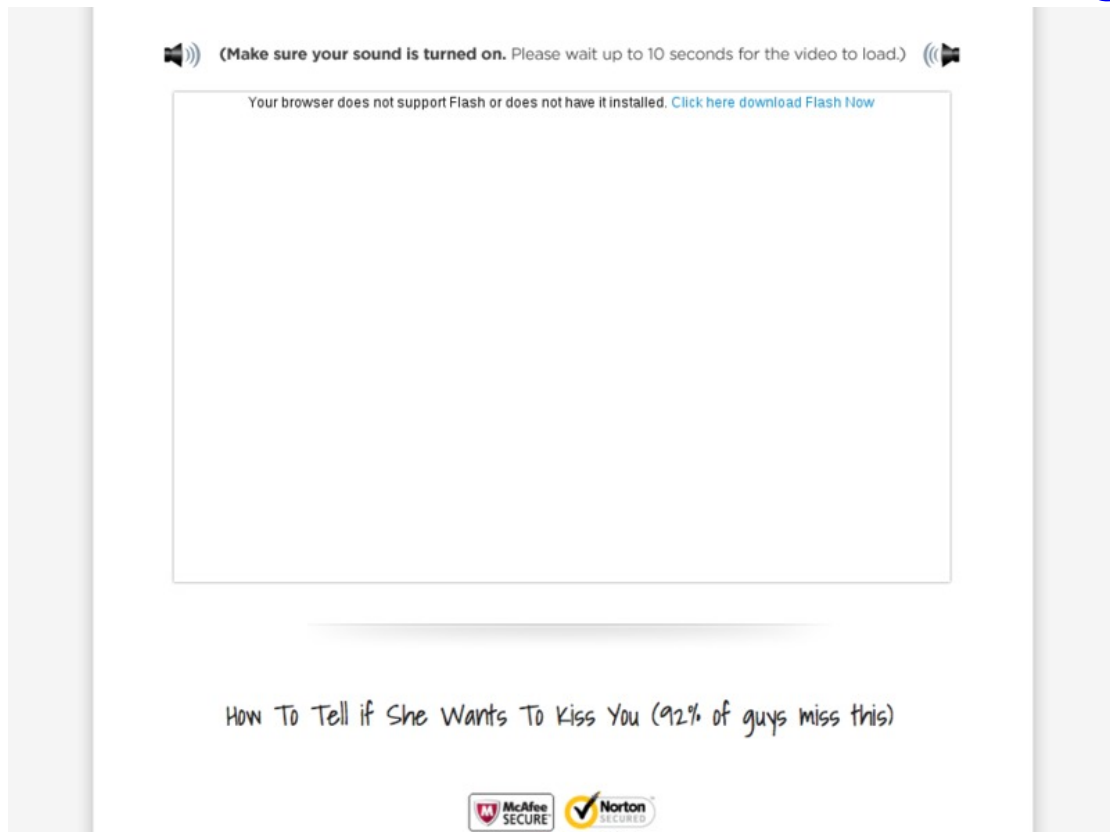 (Make sure your sound is turned on. Please wait up to 10 seconds for the video to load.)
Your browser does not support Flash or does not have it installed. Click here download Flash Now
How To Tell if She Wants To Kiss You (92% of guys miss this)
McAfee
SECURE
Norton
SECURED